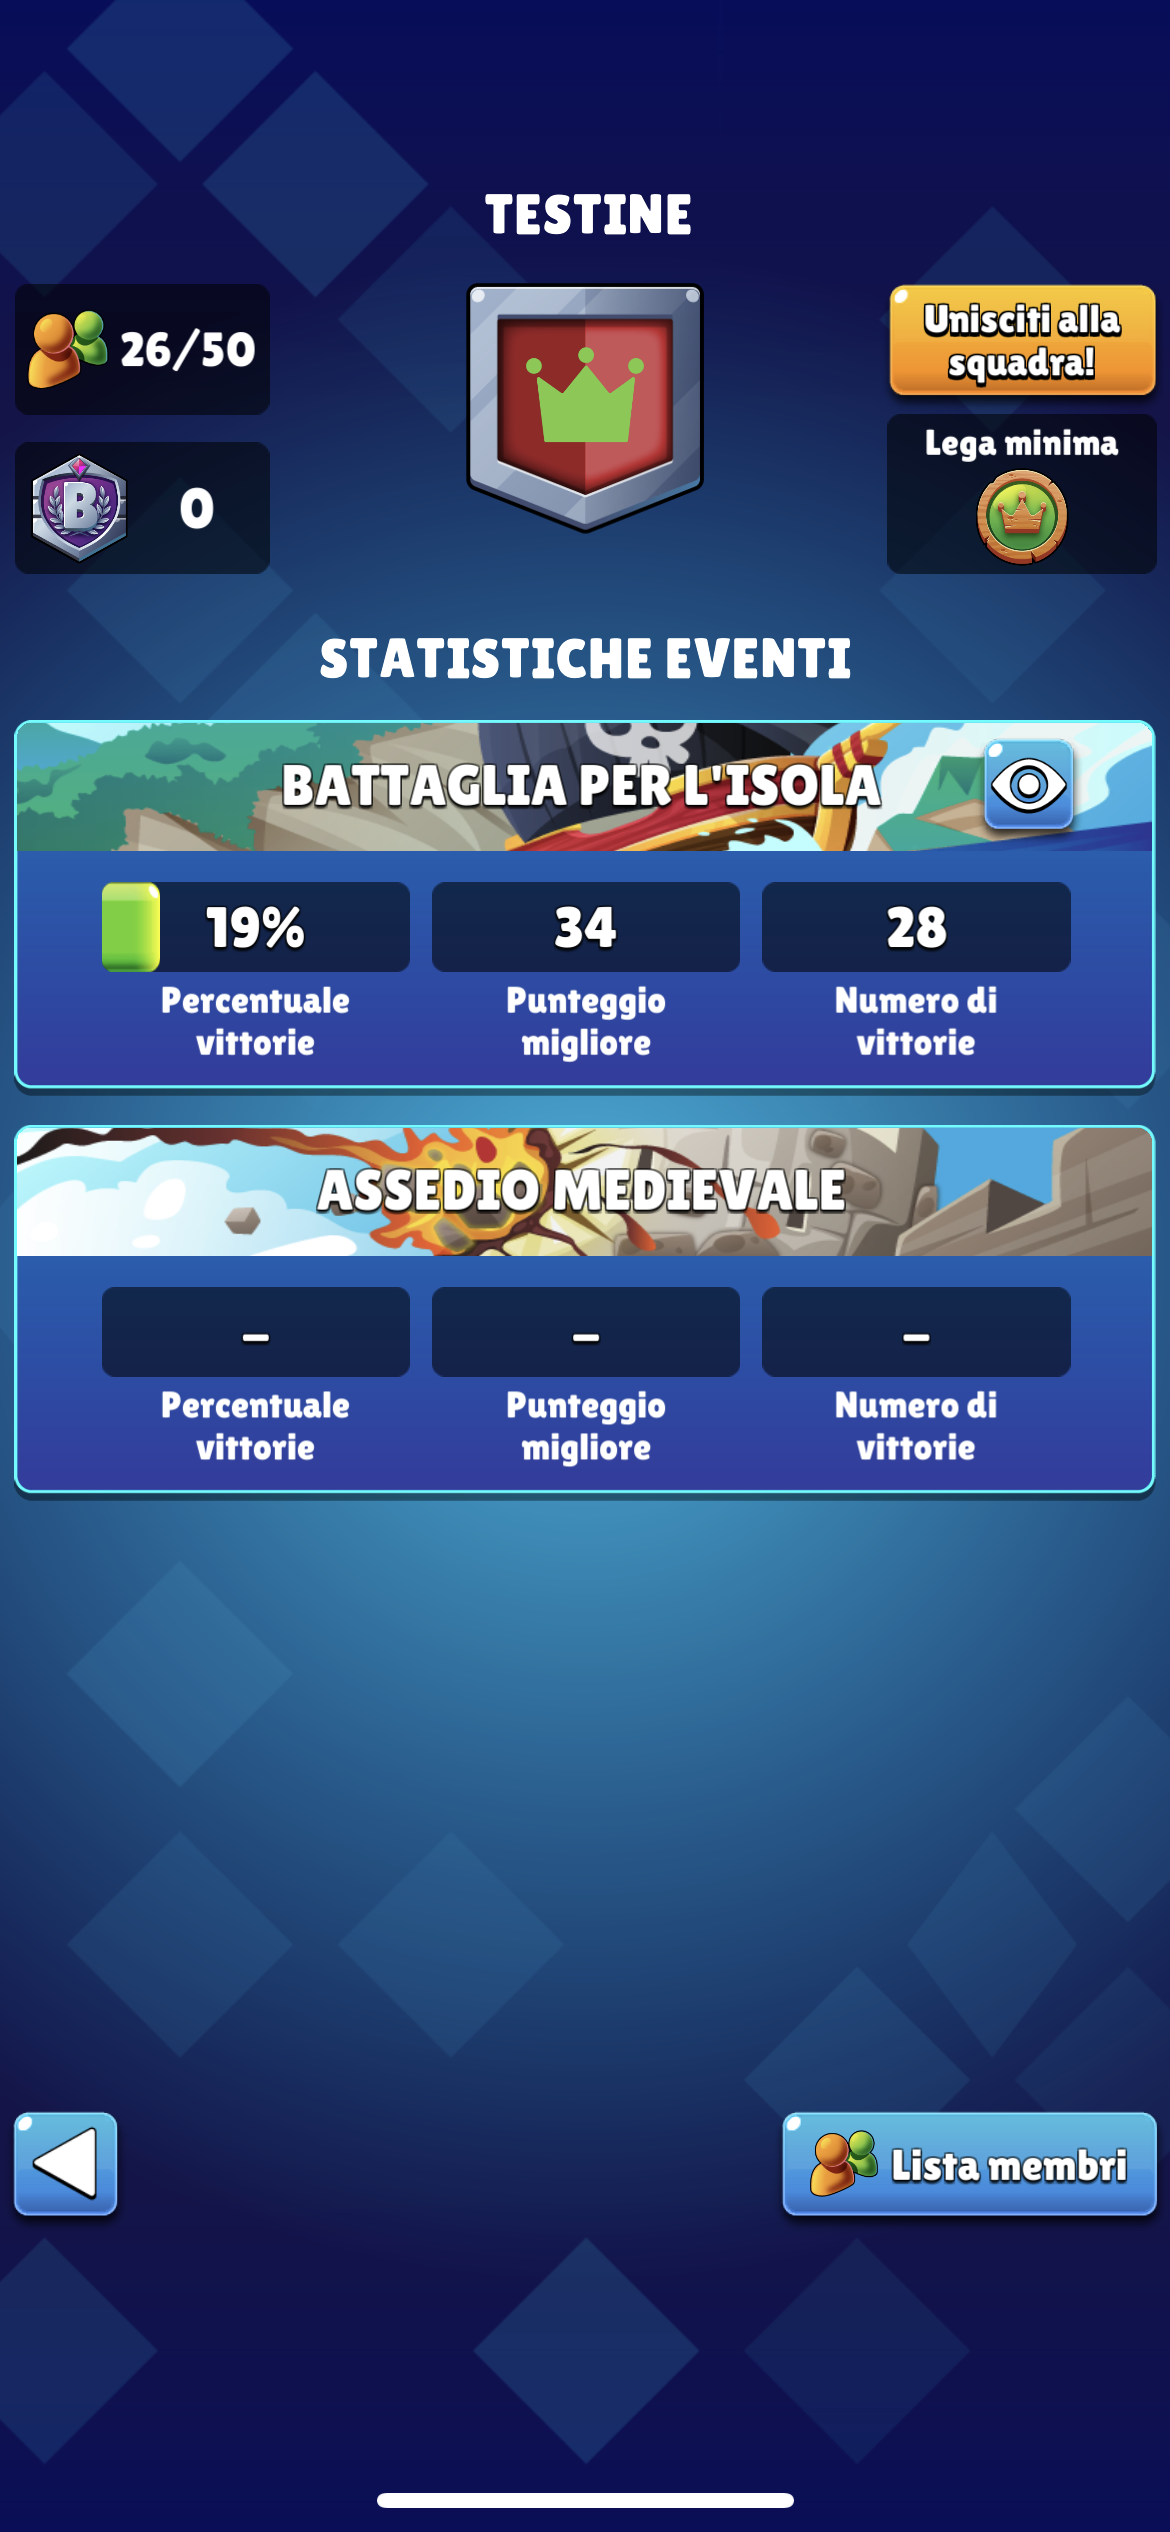 TESTINE
26/50
Unisciti alla
squadra!
B
0
Lega minima
STATISTICHE EVENTI
BATTAGLIA PER L'ISOLA
19%
34
28
Percentuale
vittorie
Punteggio
migliore
Numero di
vittorie
ASSEDIO MEDIEVALE
–
–
–
Percentuale
vittorie
Punteggio
migliore
Numero di
vittorie
Lista membri